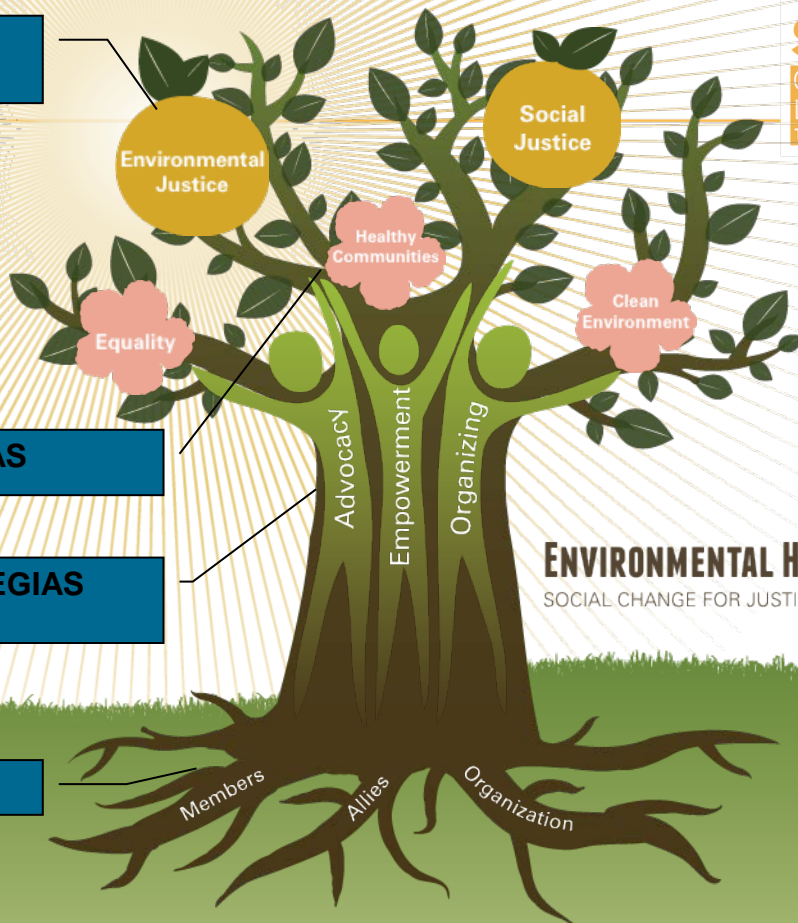 Social
Justice
Environmental
Justice
Healthy
Communities
Clean
Environment
Equality
Advocacy
Empowerment
Organizing
AS
EGIAS
ENVIRONMENTAL H
SOCIAL CHANGE FOR JUSTI
Members
Allies
Organization